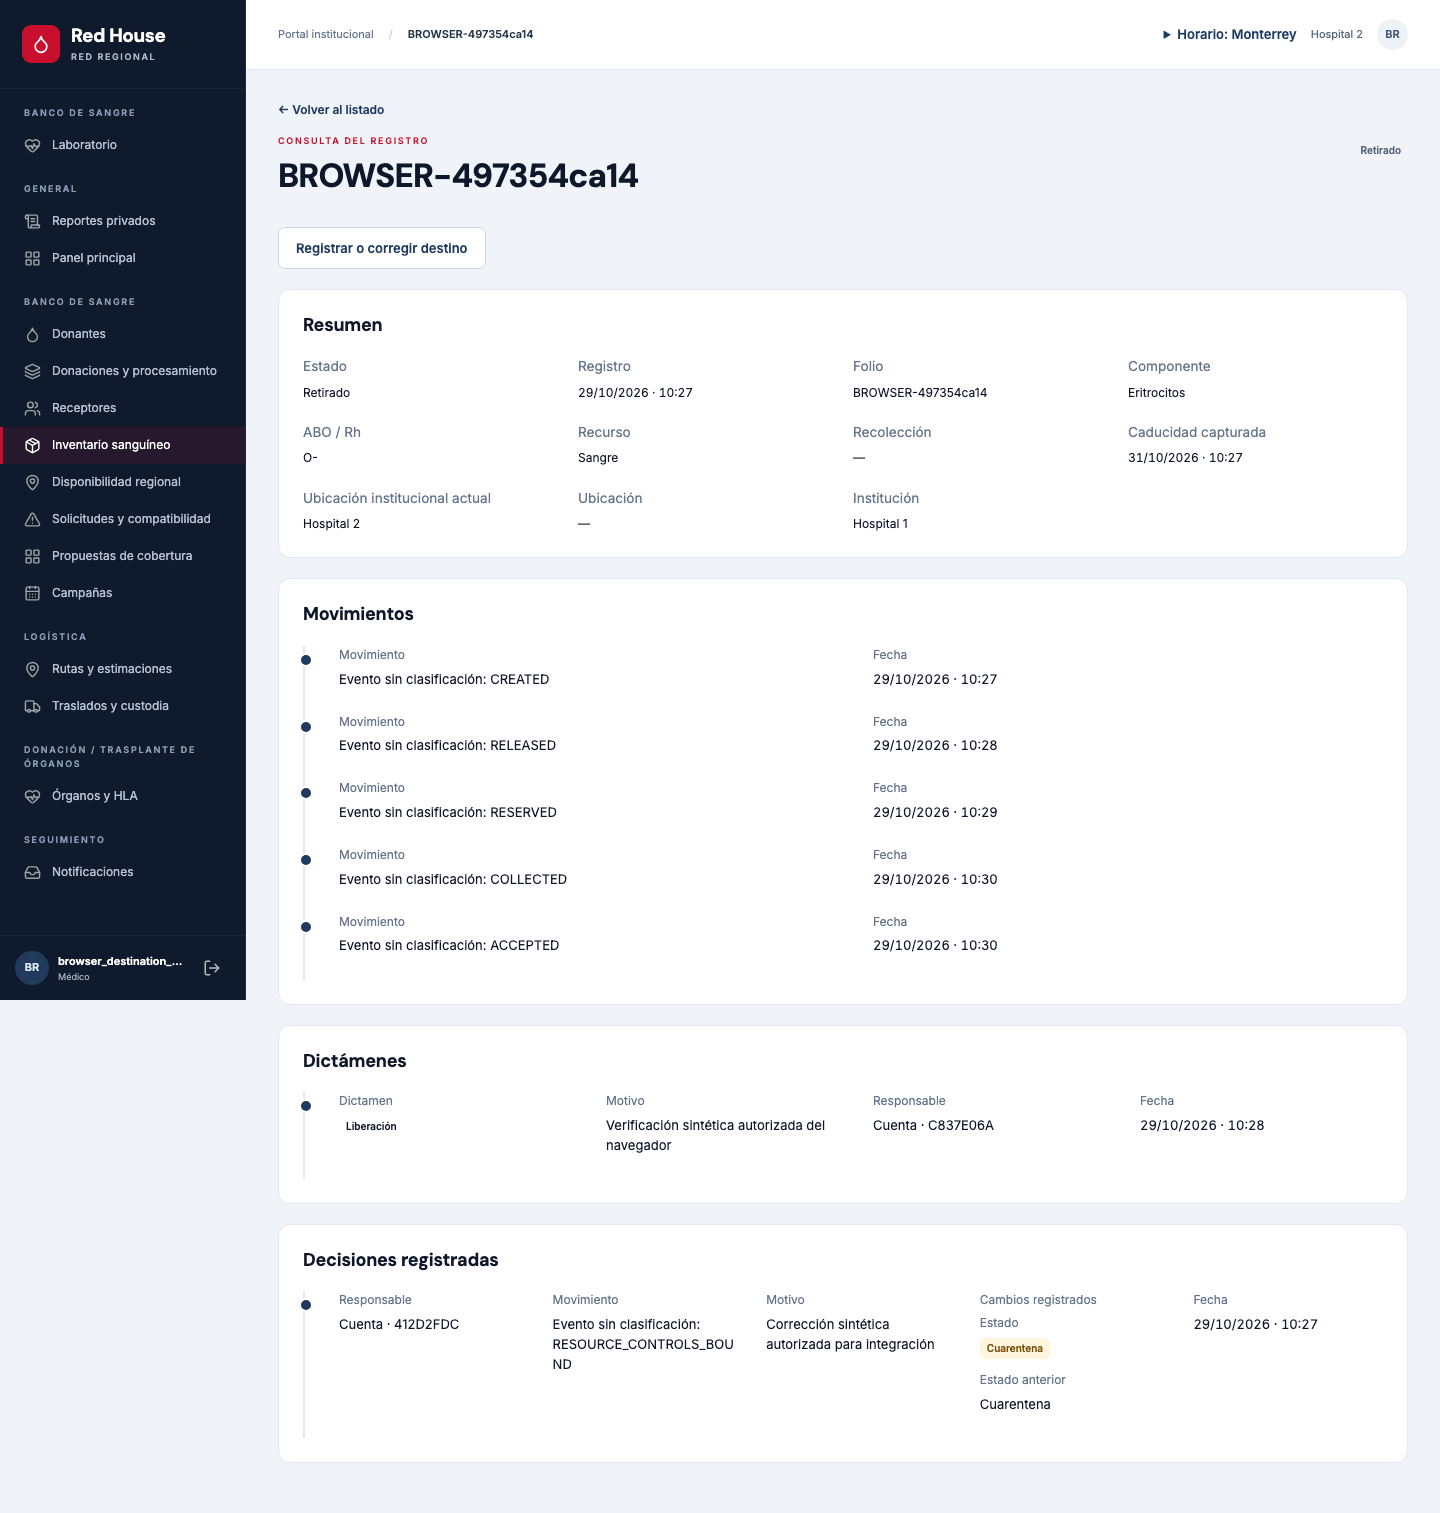 Red House
RED REGIONAL
BANCO DE SANGRE
Laboratorio
GENERAL
Reportes privados
Panel principal
BANCO DE SANGRE
Donantes
Donaciones y procesamiento
Receptores
Inventario sanguíneo
Disponibilidad regional
Solicitudes y compatibilidad
Propuestas de cobertura
Campañas
LOGÍSTICA
Rutas y estimaciones
Traslados y custodia
DONACIÓN / TRASPLANTE DE
ÓRGANOS
Órganos y HLA
SEGUIMIENTO
Notificaciones
BR
browser_destination_...
Médico
Portal institucional / BROWSER-497354ca14
▶ Horario: Monterrey Hospital 2 BR
← Volver al listado
CONSULTA DEL REGISTRO
BROWSER-497354ca14
Retirado
Registrar o corregir destino
Resumen
Estado Registro Folio Componente
Retirado 29/10/2026 · 10:27 BROWSER-497354ca14 Eritrocitos
ABO / Rh Recurso Recolección Caducidad capturada
O- Sangre — 31/10/2026 · 10:27
Ubicación institucional actual Ubicación Institución
Hospital 2 — Hospital 1
Movimientos
Movimiento Fecha
Evento sin clasificación: CREATED 29/10/2026 · 10:27
Movimiento Fecha
Evento sin clasificación: RELEASED 29/10/2026 · 10:28
Movimiento Fecha
Evento sin clasificación: RESERVED 29/10/2026 · 10:29
Movimiento Fecha
Evento sin clasificación: COLLECTED 29/10/2026 · 10:30
Movimiento Fecha
Evento sin clasificación: ACCEPTED 29/10/2026 · 10:30
Dictámenes
Dictamen Motivo Responsable Fecha
Liberación Verificación sintética autorizada del Cuenta · C837E06A 29/10/2026 · 10:28
navegador
Decisiones registradas
Responsable Movimiento Motivo Cambios registrados Fecha
Cuenta · 412D2FDC Evento sin clasificación: Corrección sintética Estado 29/10/2026 · 10:27
RESOURCE_CONTROLS_BOU autorizada para integración Cuarentena
ND
Estado anterior
Cuarentena